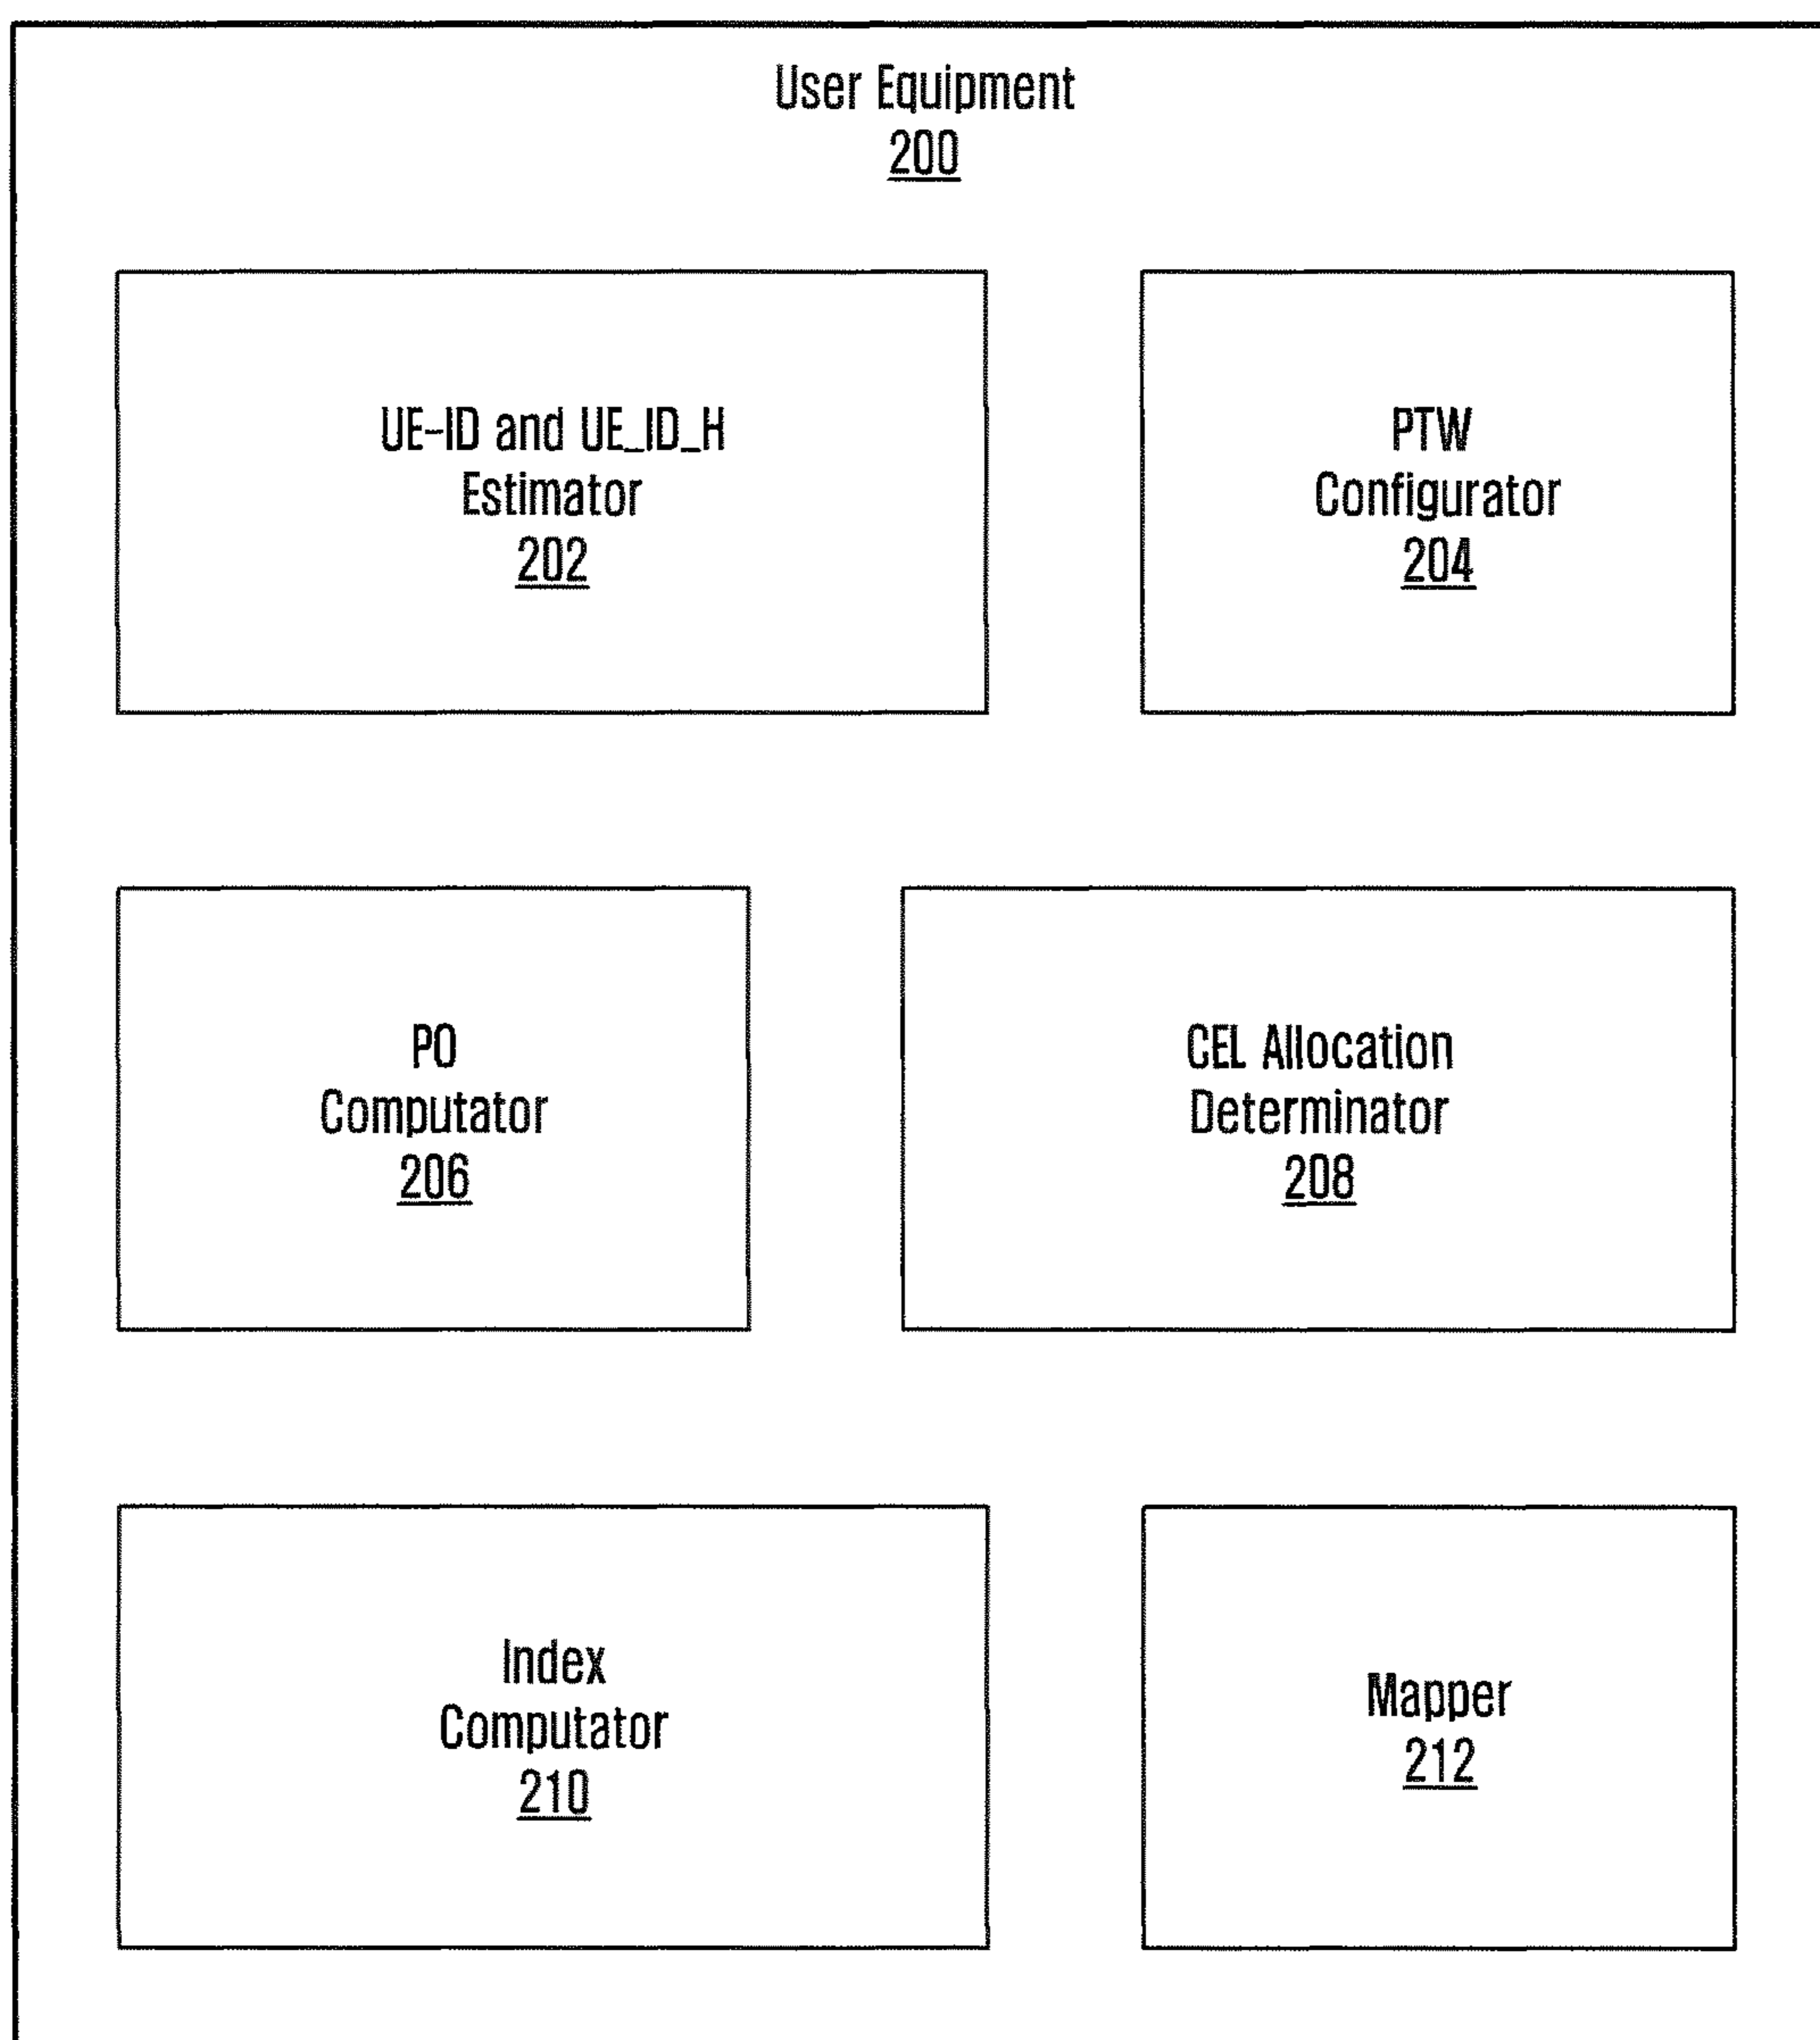 User Equipment
200
UE-ID and UE_ID_H
Estimator
202
PTW
Configurator
204
PO
Computator
206
CEL Allocation
Determinator
208
Index
Computator
210
Mapper
212